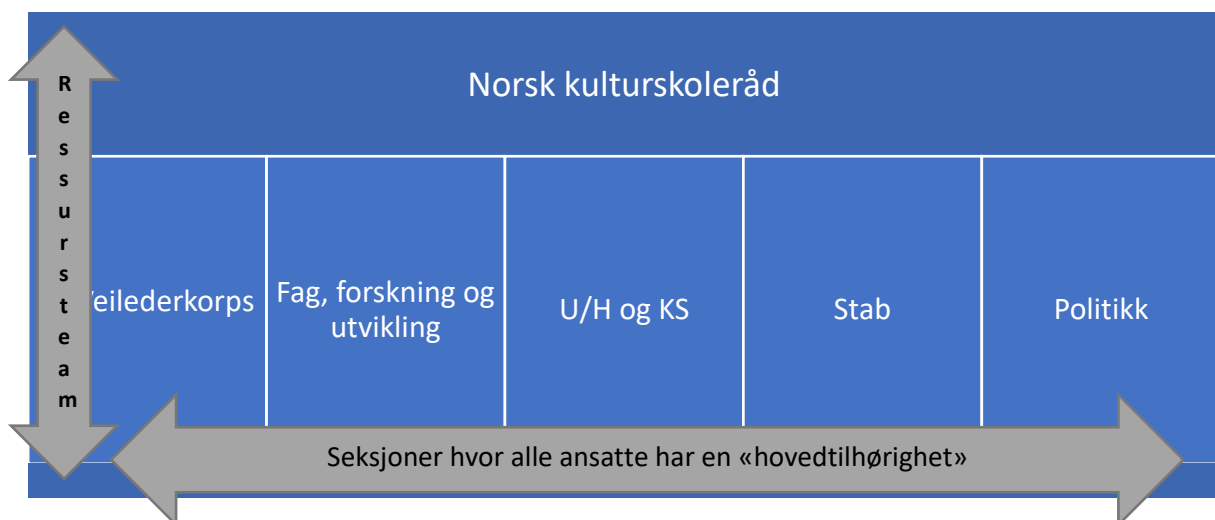 Norsk kulturskoleråd
Ressursteam
eilederkorps
Fag, forskning og
utvikling
U/H og KS
Stab
Politikk
Seksjoner hvor alle ansatte har en «hovedtilhørighet»